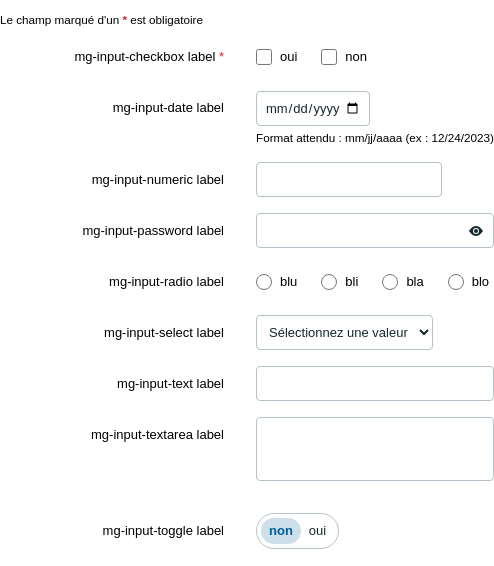 Le champ marqué d'un * est obligatoire
mg-input-checkbox label * oui non
mg-input-date label mm/dd/yyyy
Format attendu : mm/jj/aaaa (ex : 12/24/2023)
mg-input-numeric label
mg-input-password label
mg-input-radio label blu bli bla blo
mg-input-select label Sélectionnez une valeur
mg-input-text label
mg-input-textarea label
mg-input-toggle label non oui